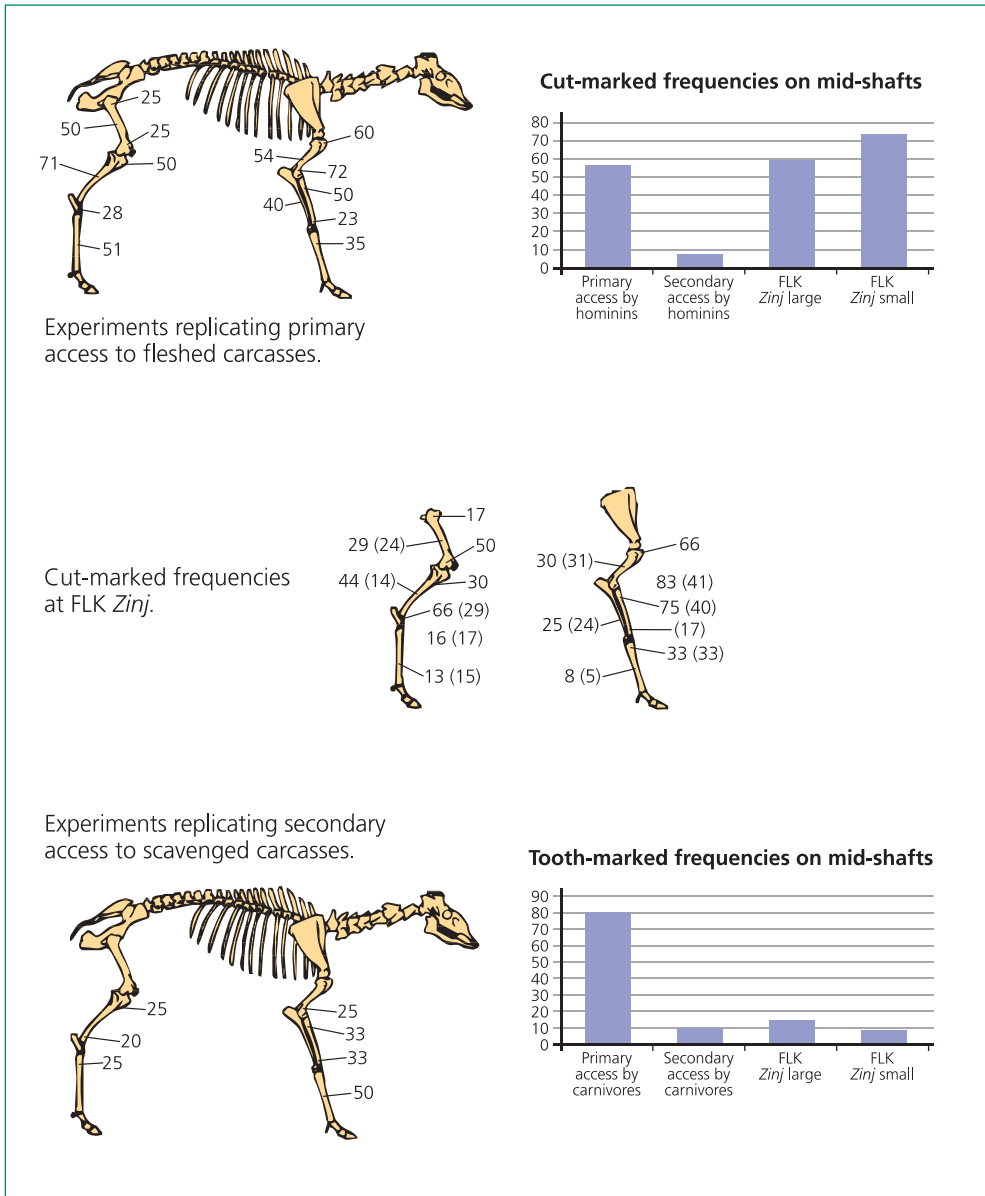 25
50
25
71
50
28
51
60
54
72
50
40
23
35
Experiments replicating primary
access to fleshed carcasses.
Cut-marked frequencies on mid-shafts
80
70
60
50
40
30
20
10
0
Primary
access by
hominins
Secondary
access by
hominins
FLK
Zinj large
FLK
Zinj small
Cut-marked frequencies
at FLK Zinj.
17
29 (24)
50
44 (14)
30
66 (29)
16 (17)
13 (15)
66
30 (31)
83 (41)
75 (40)
25 (24)
(17)
33 (33)
8 (5)
Experiments replicating secondary
access to scavenged carcasses.
25
20
25
25
33
33
50
Tooth-marked frequencies on mid-shafts
90
80
70
60
50
40
30
20
10
0
Primary
access by
carnivores
Secondary
access by
carnivores
FLK
Zinj large
FLK
Zinj small